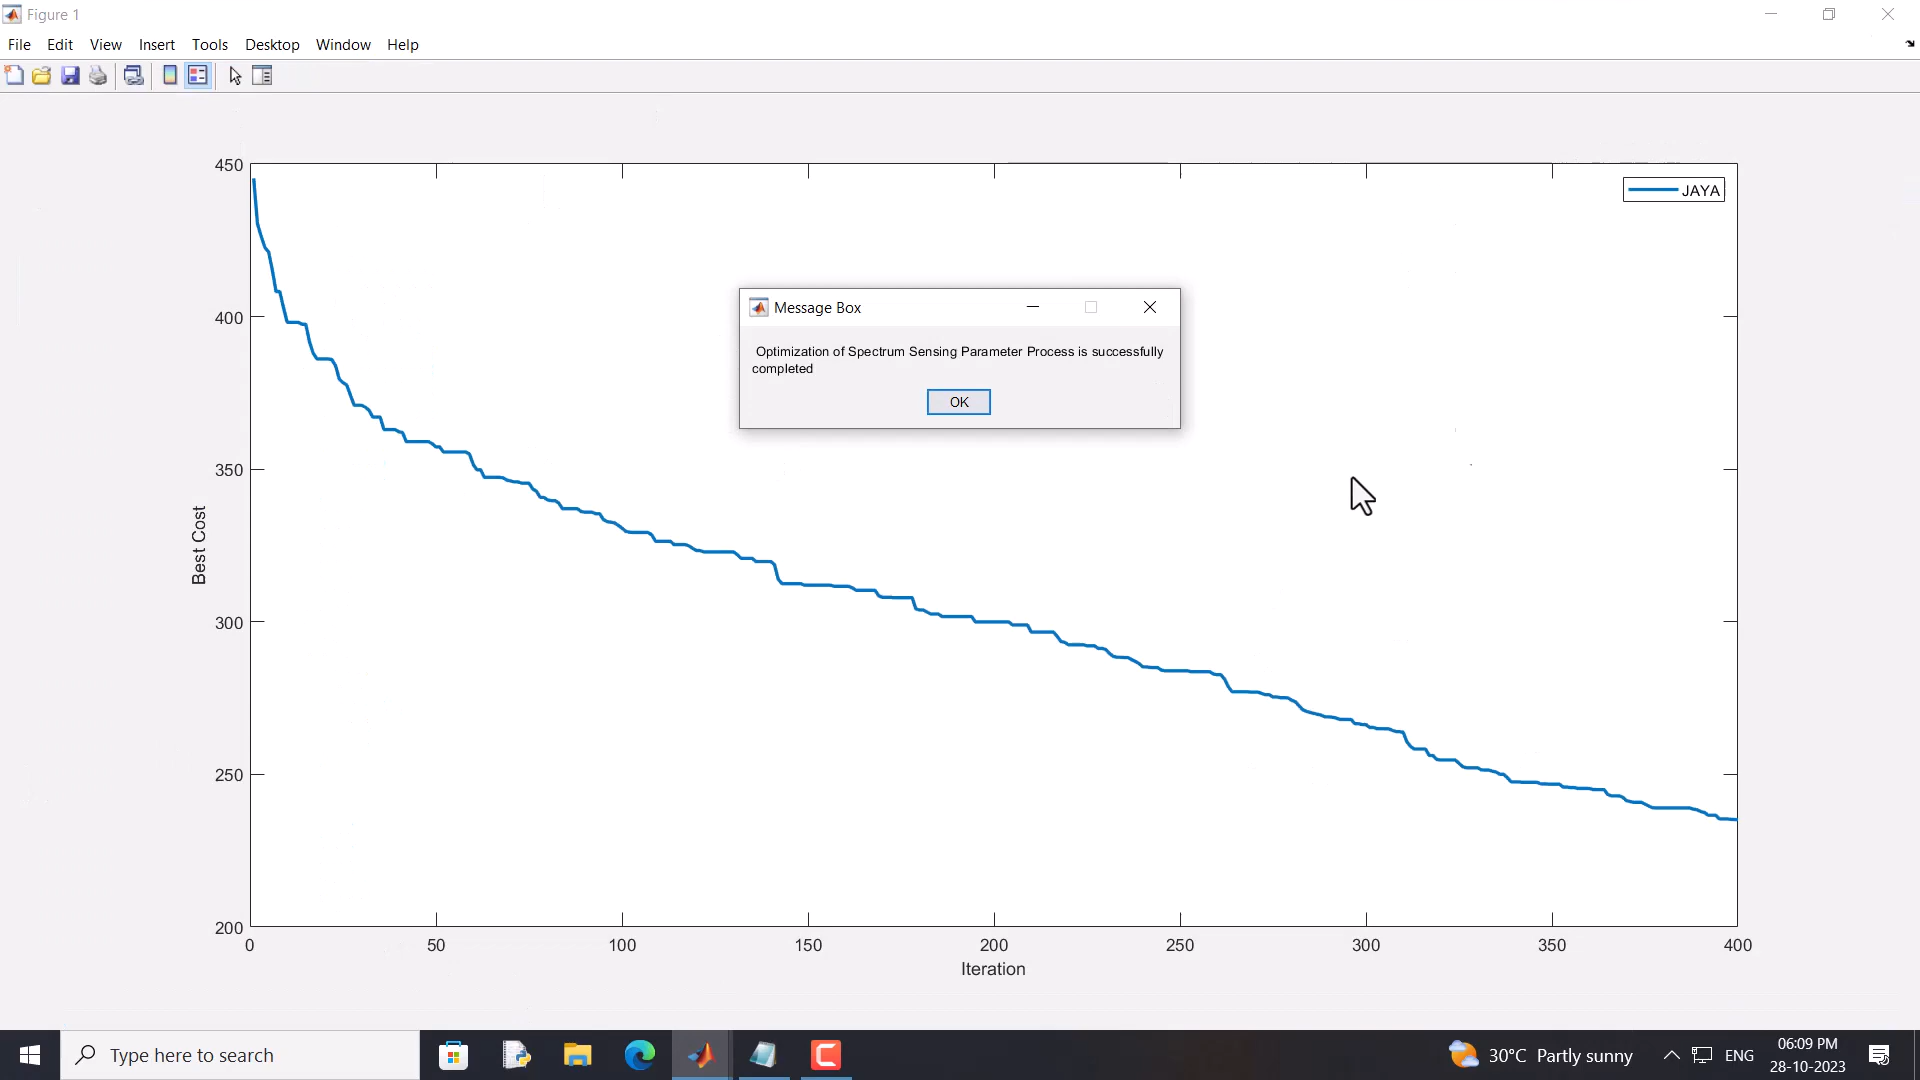 Figure 1
File Edit View Insert Tools Desktop Window Help
450
400
350
300
250
200
Best Cost
JAYA
Message Box
Optimization of Spectrum Sensing Parameter Process is successfully
completed
OK
0 50 100 150 200 250 300 350 400
Iteration
Type here to search
30°C Partly sunny
ENG
06:09 PM
28-10-2023